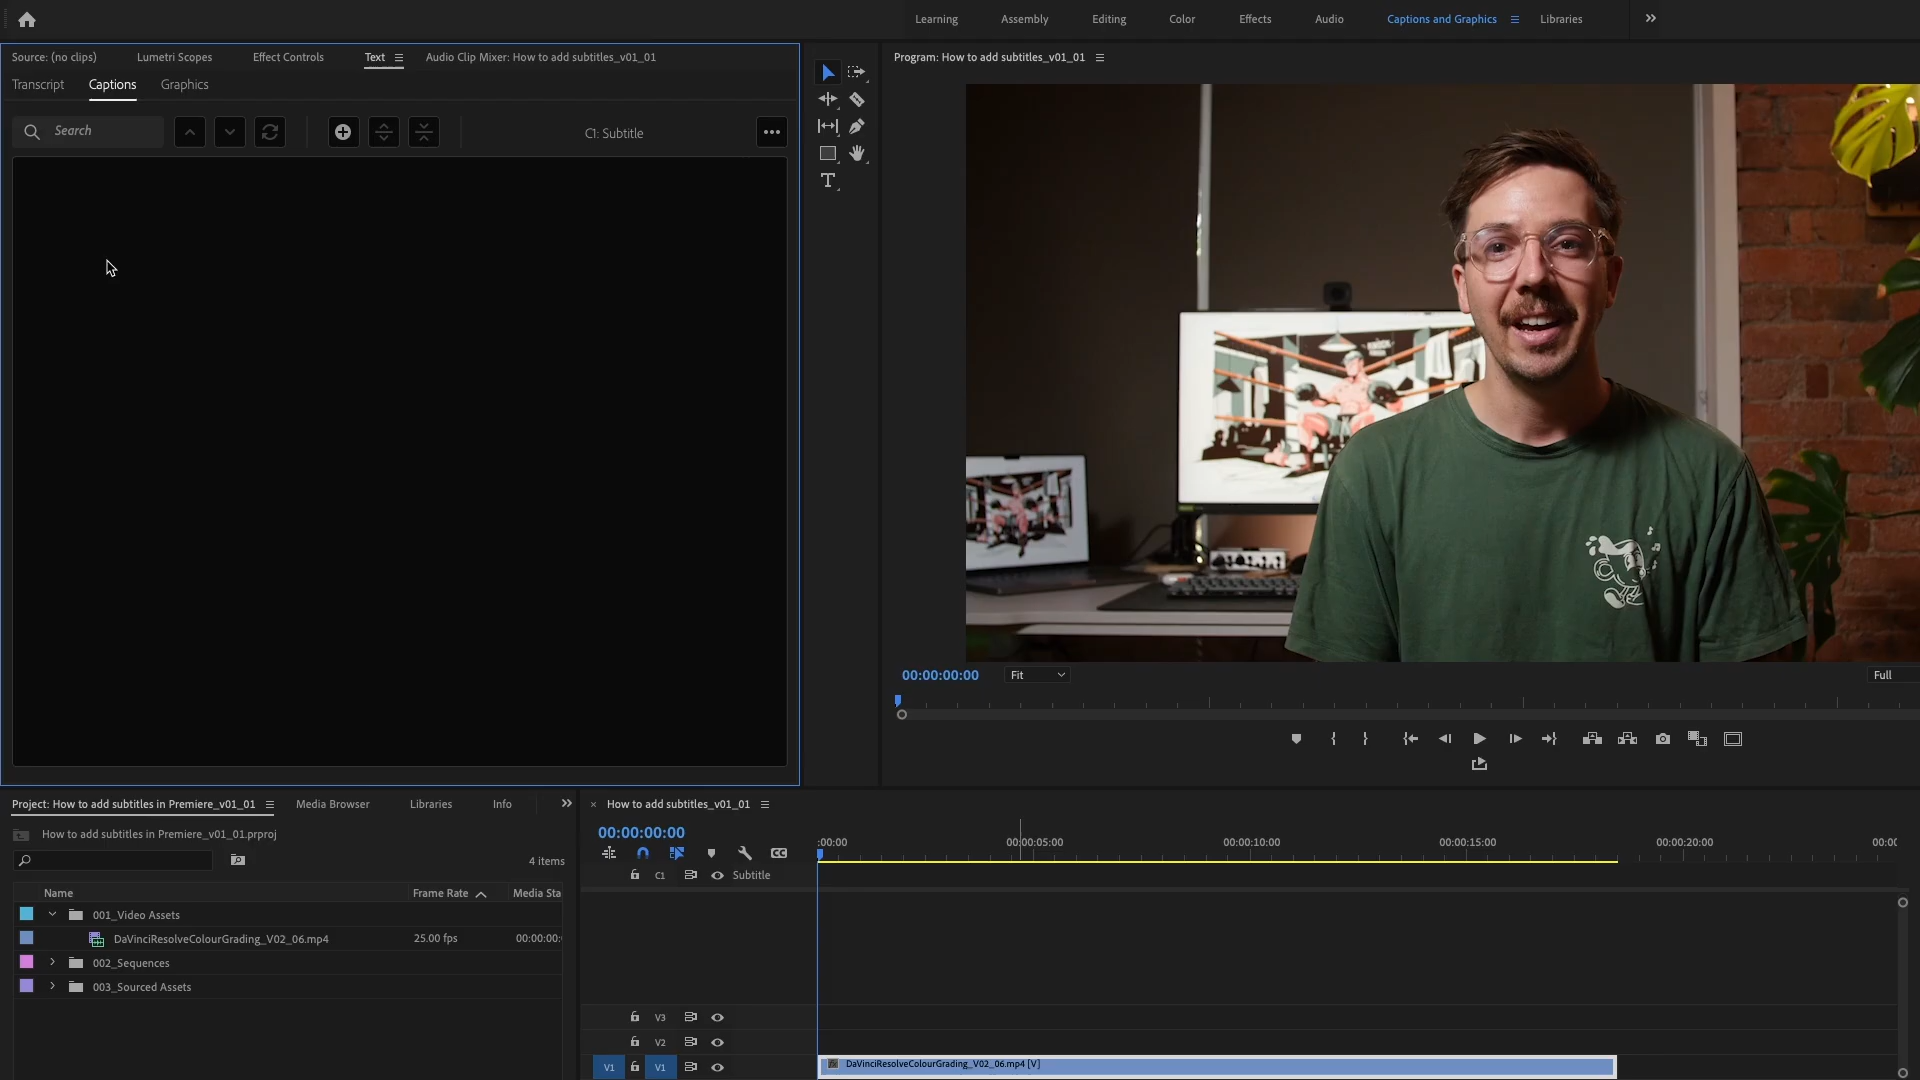 Learning Assembly Editing Color Effects Audio Captions and Graphics Libraries
Source: (no clips) Lumetri Scopes Effect Controls Text Audio Clip Mixer: How to add subtitles_v01_01
Program: How to add subtitles_v01_01
Transcript Captions Graphics
Search
C1: Subtitle
00:00:00:00 Fit Full
Project: How to add subtitles in Premiere_v01_01 Media Browser Libraries Info
How to add subtitles in Premiere_v01_01.prproj
4 items
Name Frame Rate Media Sta
001_Video Assets
DaVinciResolveColourGrading_V02_06.mp4 25.00 fps 00:00:00:
002_Sequences
003_Sourced Assets
How to add subtitles_v01_01
00:00:00:00
:00:00 00:00:05:00 00:00:10:00 00:00:15:00 00:00:20:00 00:00
CC
C1 Subtitle
V3
V2
V1 V1 DaVinciResolveColourGrading_V02_06.mp4 [V]